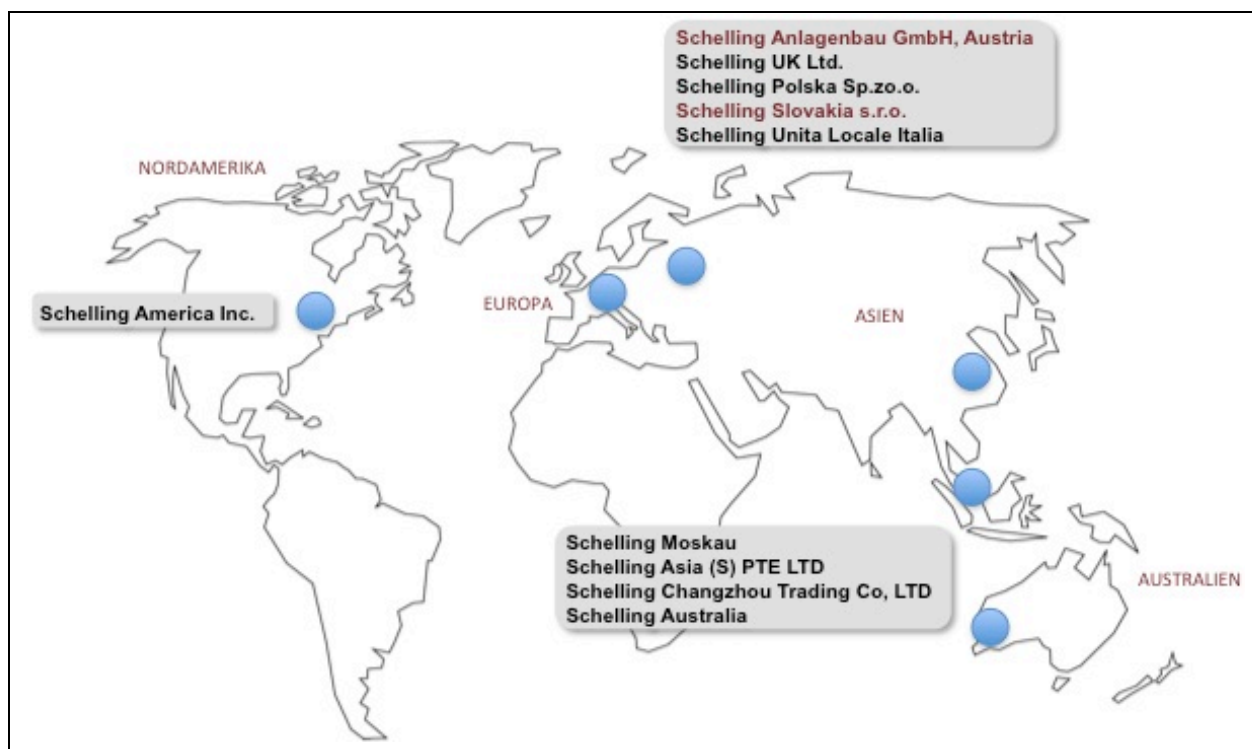 Schelling Anlagenbau GmbH, Austria
Schelling UK Ltd.
Schelling Polska Sp.zo.o.
Schelling Slovakia s.r.o.
Schelling Unita Locale Italia
NORDAMERIKA
Schelling America Inc.
EUROPA
ASIEN
Schelling Moskau
Schelling Asia (S) PTE LTD
Schelling Changzhou Trading Co, LTD
Schelling Australia
AUSTRALIEN